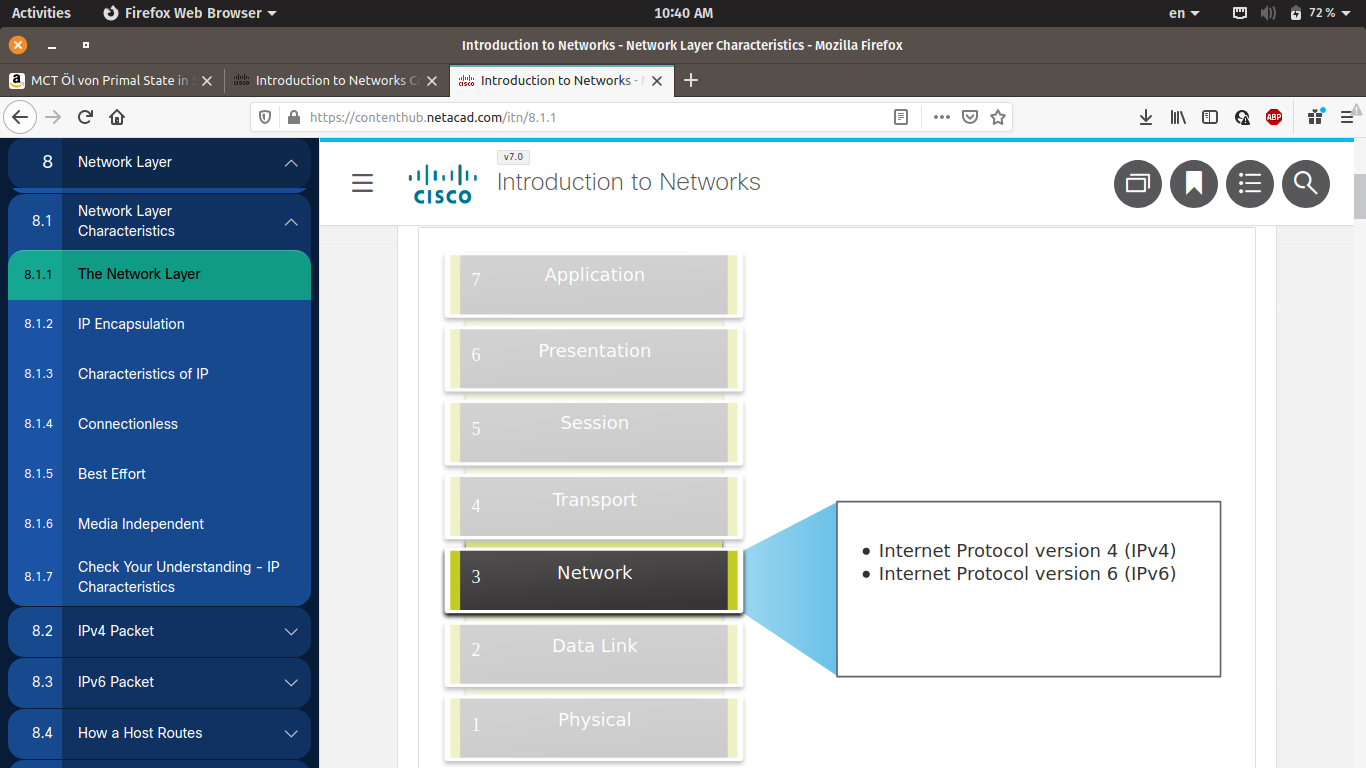 Activities Firefox Web Browser 10:40 AM en 72 %
Introduction to Networks - Network Layer Characteristics - Mozilla Firefox
MCT Öl von Primal State in Introduction to Networks Introduction to Networks -
https://contenthub.netacad.com/itn/8.1.1 ABP
8 Network Layer
8.1 Network Layer
Characteristics
8.1.1 The Network Layer
8.1.2 IP Encapsulation
8.1.3 Characteristics of IP
8.1.4 Connectionless
8.1.5 Best Effort
8.1.6 Media Independent
8.1.7 Check Your Understanding - IP
Characteristics
8.2 IPv4 Packet
8.3 IPv6 Packet
8.4 How a Host Routes
CISCO
v7.0
Introduction to Networks
7 Application
6 Presentation
5 Session
4 Transport
3 Network
2 Data Link
1 Physical
• Internet Protocol version 4 (IPv4)
• Internet Protocol version 6 (IPv6)